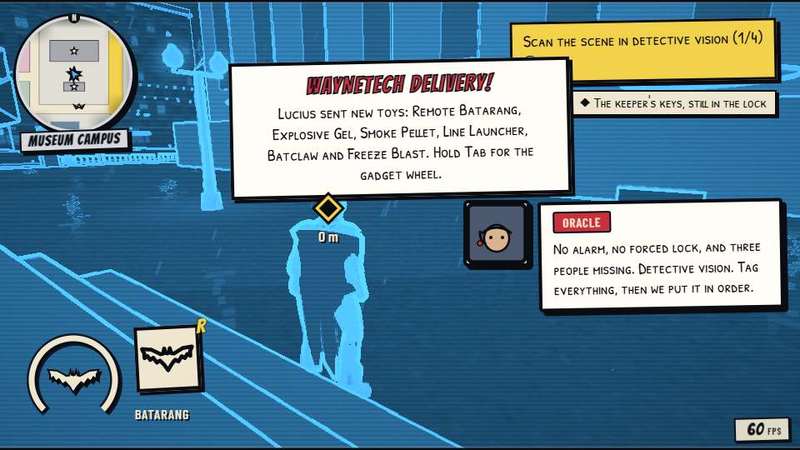 MUSEUM CAMPUS
WAYNETECH DELIVERY!
LUCIUS SENT NEW TOYS: REMOTE BATARANG,
EXPLOSIVE GEL, SMOKE PELLET, LINE LAUNCHER,
BATCLAW AND FREEZE BLAST. HOLD TAB FOR THE
GADGET WHEEL.
SCAN THE SCENE IN DETECTIVE VISION (1/4)
THE KEEPER'S KEYS, STILL IN THE LOCK
0 m
ORACLE
NO ALARM, NO FORCED LOCK, AND THREE
PEOPLE MISSING. DETECTIVE VISION. TAG
EVERYTHING, THEN WE PUT IT IN ORDER.
R
BATARANG
60 FPS